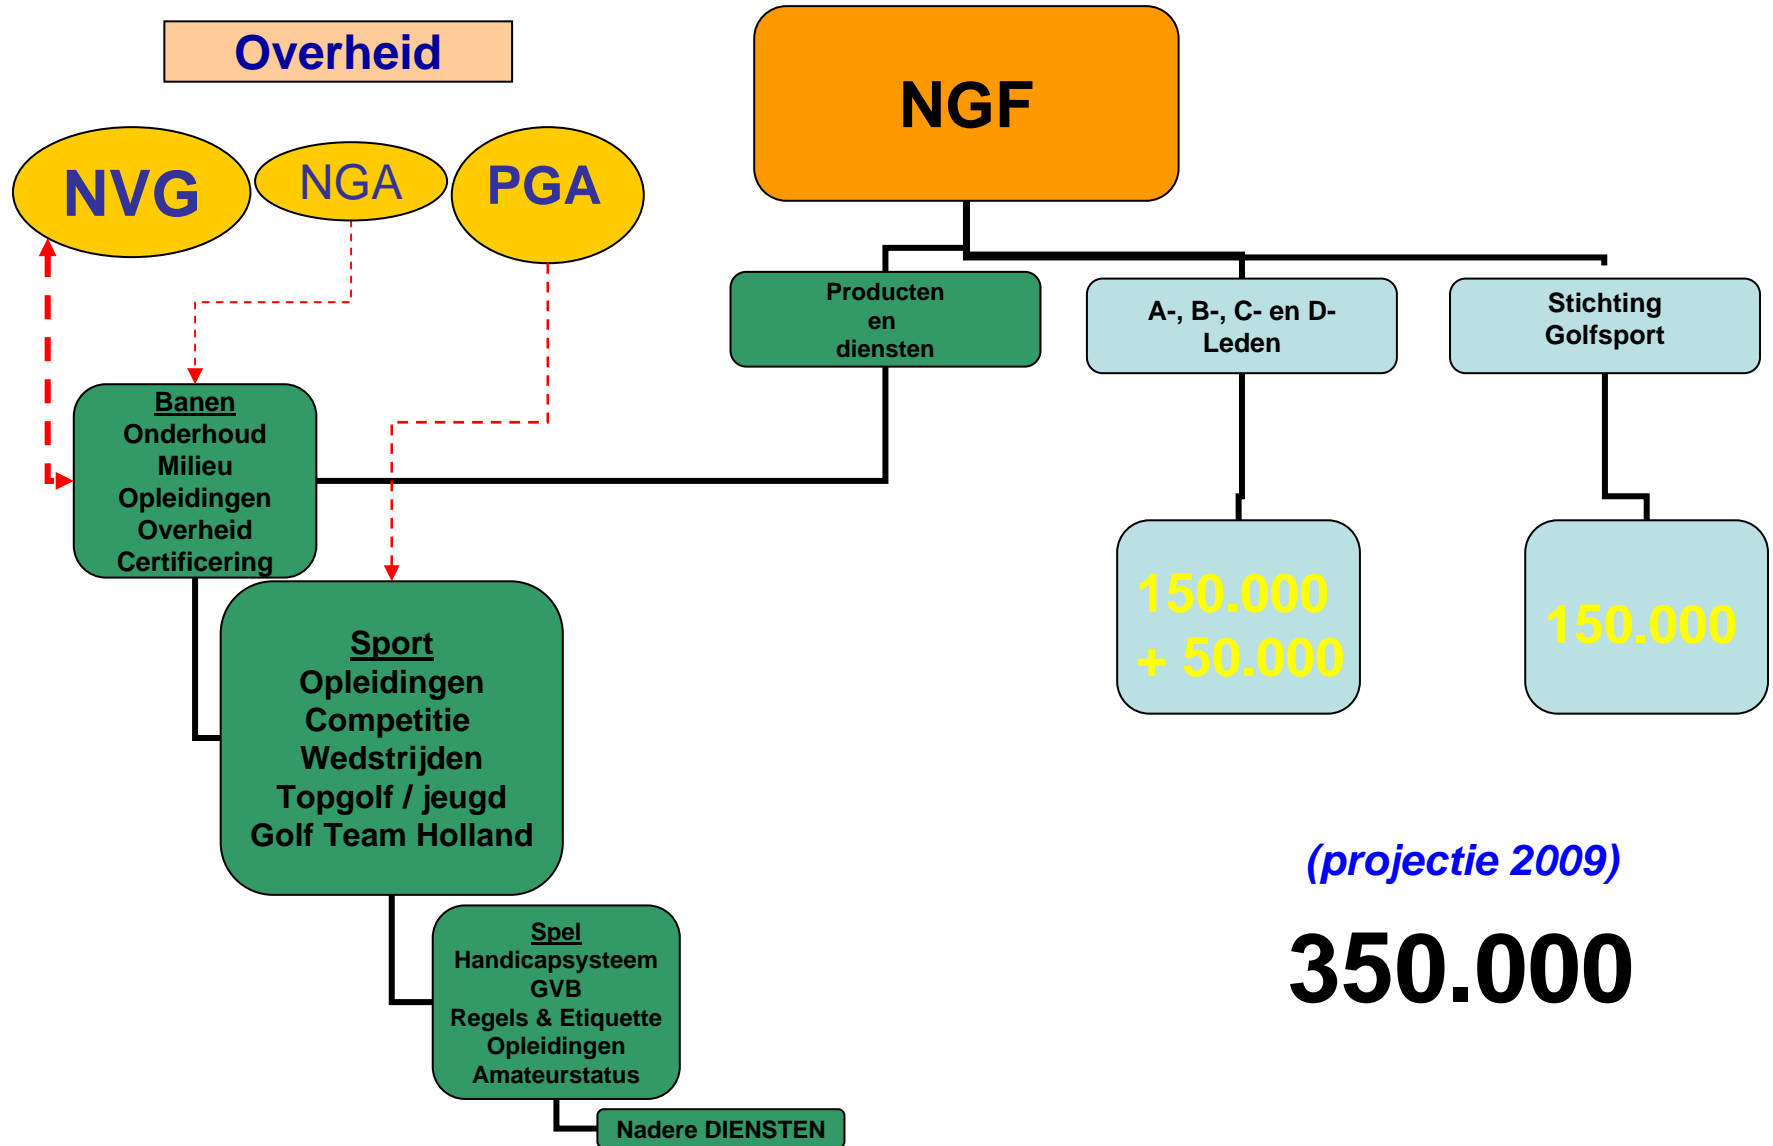 Overheid
NGF
NVG
NGA
PGA
Producten
en
diensten
A-, B-, C- en D-
Leden
Stichting
Golfsport
Banen
Onderhoud
Milieu
Opleidingen
Overheid
Certificering
150.000
+ 50.000
150.000
Sport
Opleidingen
Competitie
Wedstrijden
Topgolf / jeugd
Golf Team Holland
(projectie 2009)
350.000
Spel
Handicapsysteem
GVB
Regels & Etiquette
Opleidingen
Amateurstatus
Nadere DIENSTEN